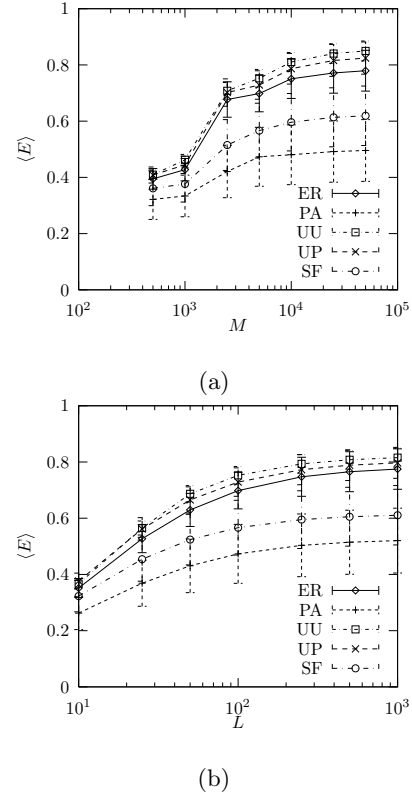 1
0.8
0.6
0.4
0.2
0
⟨E⟩
ER
PA
UU
UP
SF
10^2 10^3 10^4 10^5
M
(a)
1
0.8
0.6
0.4
0.2
0
⟨E⟩
ER
PA
UU
UP
SF
10^1 10^2 10^3
L
(b)